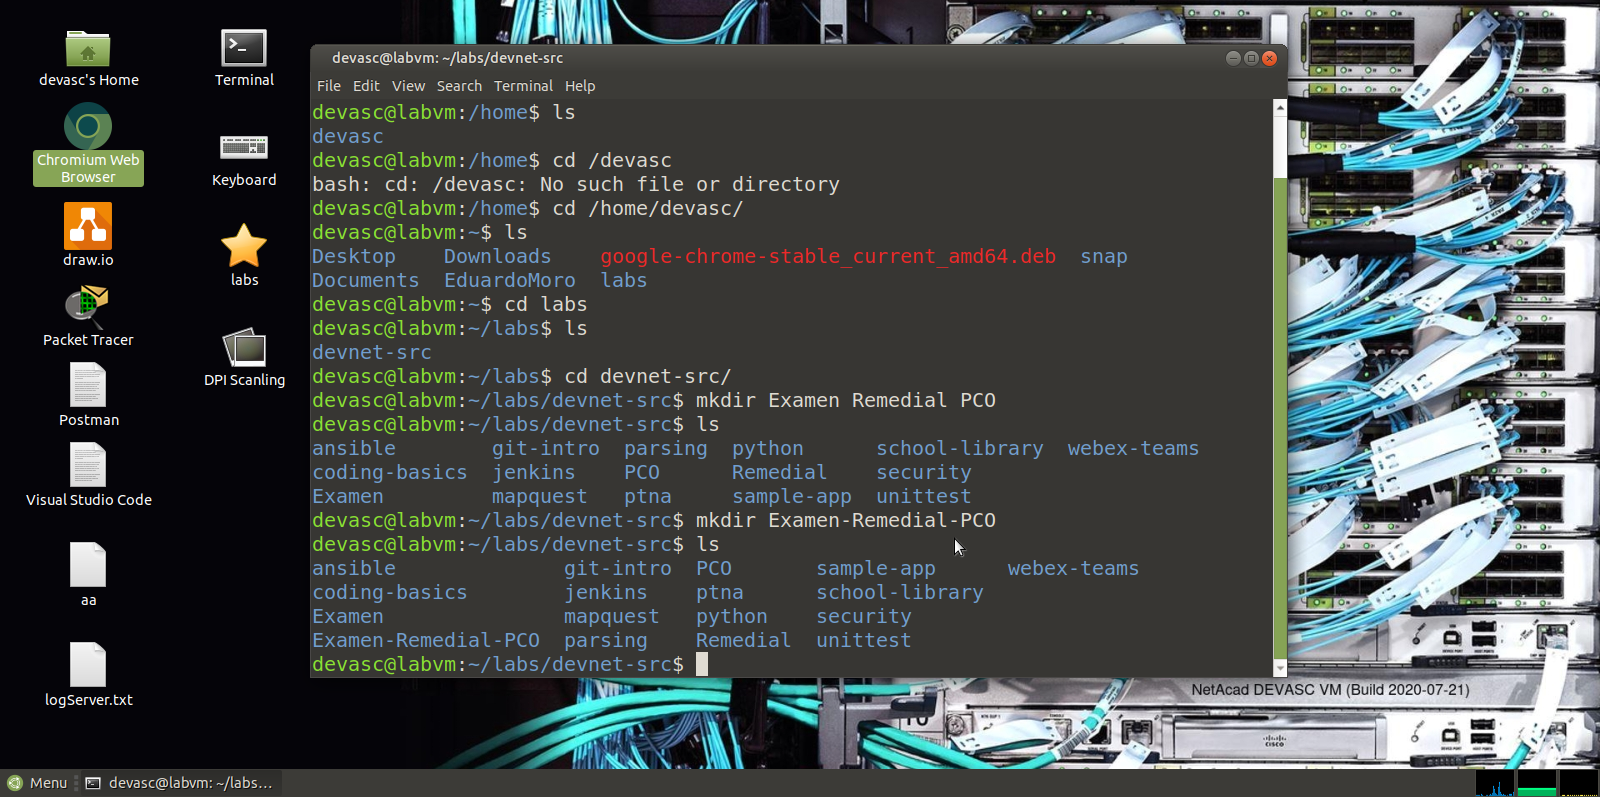 devasc's Home
Terminal
Chromium Web
Browser
Keyboard
draw.io
labs
Packet Tracer
DPI Scanling
Postman
Visual Studio Code
aa
logServer.txt
devasc@labvm: ~/labs/devnet-src
File Edit View Search Terminal Help
devasc@labvm:/home$ ls
devasc
devasc@labvm:/home$ cd /devasc
bash: cd: /devasc: No such file or directory
devasc@labvm:/home$ cd /home/devasc/
devasc@labvm:~$ ls
Desktop Downloads google-chrome-stable_current_amd64.deb snap
Documents EduardoMoro labs
devasc@labvm:~$ cd labs
devasc@labvm:~/labs$ ls
devnet-src
devasc@labvm:~/labs$ cd devnet-src/
devasc@labvm:~/labs/devnet-src$ mkdir Examen Remedial PCO
devasc@labvm:~/labs/devnet-src$ ls
ansible git-intro parsing python school-library webex-teams
coding-basics jenkins PCO Remedial security
Examen mapquest ptna sample-app unittest
devasc@labvm:~/labs/devnet-src$ mkdir Examen-Remedial-PCO
devasc@labvm:~/labs/devnet-src$ ls
ansible git-intro PCO sample-app webex-teams
coding-basics jenkins ptna school-library
Examen mapquest python security
Examen-Remedial-PCO parsing Remedial unittest
devasc@labvm:~/labs/devnet-src$
NetAcad DEVASC VM (Build 2020-07-21)
CISCO
Menu devasc@labvm: ~/labs...